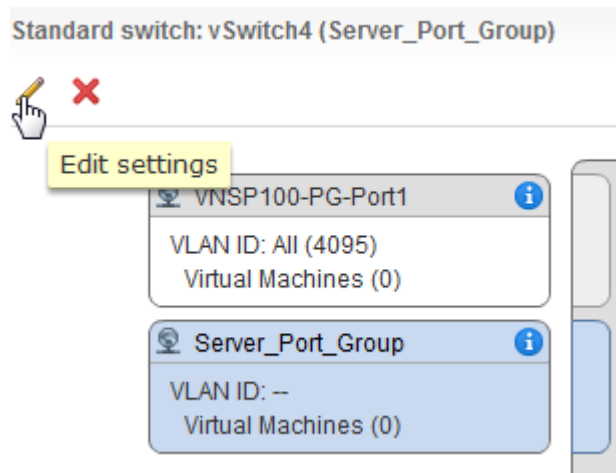 Standard switch: vSwitch4 (Server_Port_Group)
Edit settings
VNSP100-PG-Port1
VLAN ID: All (4095)
Virtual Machines (0)
Server_Port_Group
VLAN ID: --
Virtual Machines (0)